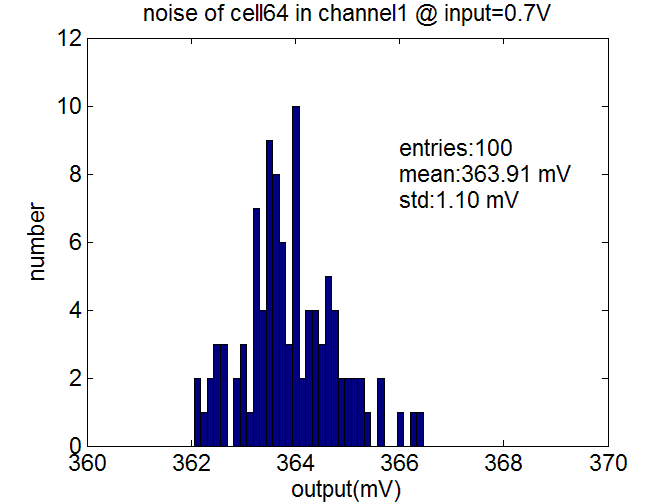 noise of cell64 in channel1 @ input=0.7V
12
10
8
6
4
2
0
number
entries:100
mean:363.91 mV
std:1.10 mV
360 362 364 366 368 370
output(mV)